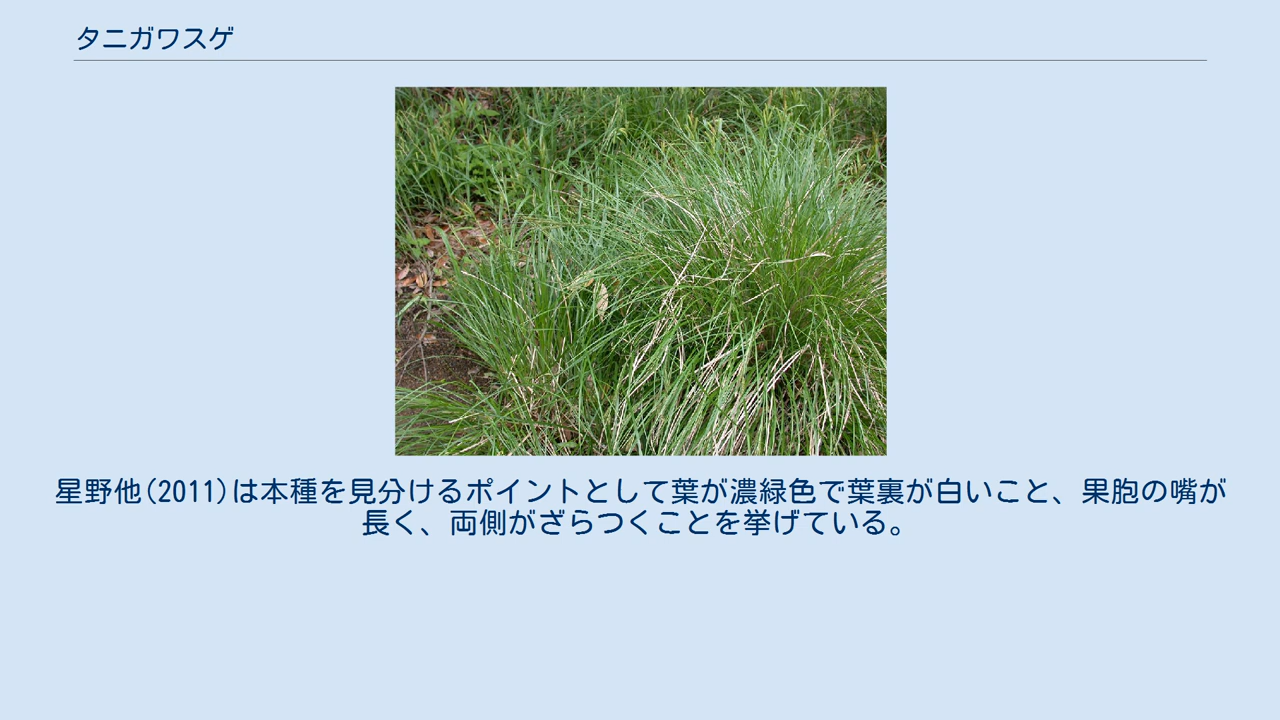 タニガワスゲ
星野他(2011)は本種を見分けるポイントとして葉が濃緑色で葉裏が白いこと、果胞の嘴が
長く、両側がざらつくことを挙げている。